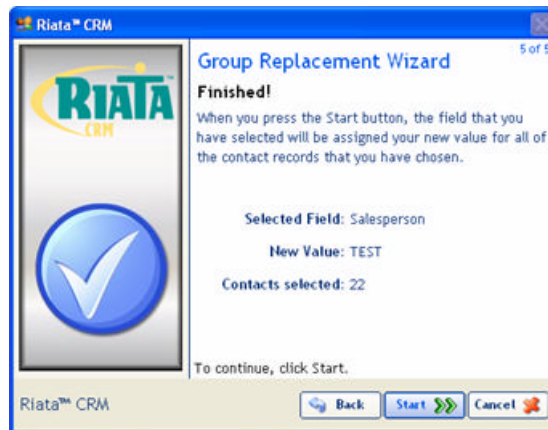 Riata™ CRM
5 of 5
Group Replacement Wizard
RIATA™
CRM
Finished!
When you press the Start button, the field that you
have selected will be assigned your new value for all of
the contact records that you have chosen.
Selected Field: Salesperson
New Value: TEST
Contacts selected: 22
To continue, click Start.
Riata™ CRM
Back
Start
Cancel